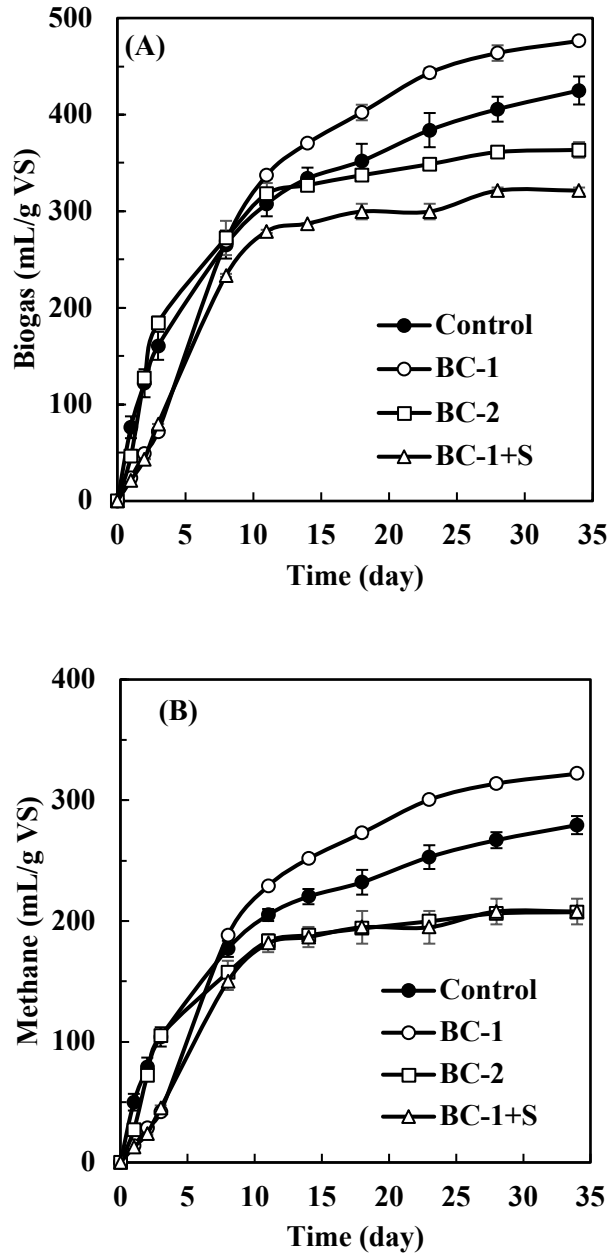 (A)
Biogas (mL/g VS)
500
400
300
200
100
0
Control
BC-1
BC-2
BC-1+S
0 5 10 15 20 25 30 35
Time (day)
(B)
Methane (mL/g VS)
400
300
200
100
0
Control
BC-1
BC-2
BC-1+S
0 5 10 15 20 25 30 35
Time (day)